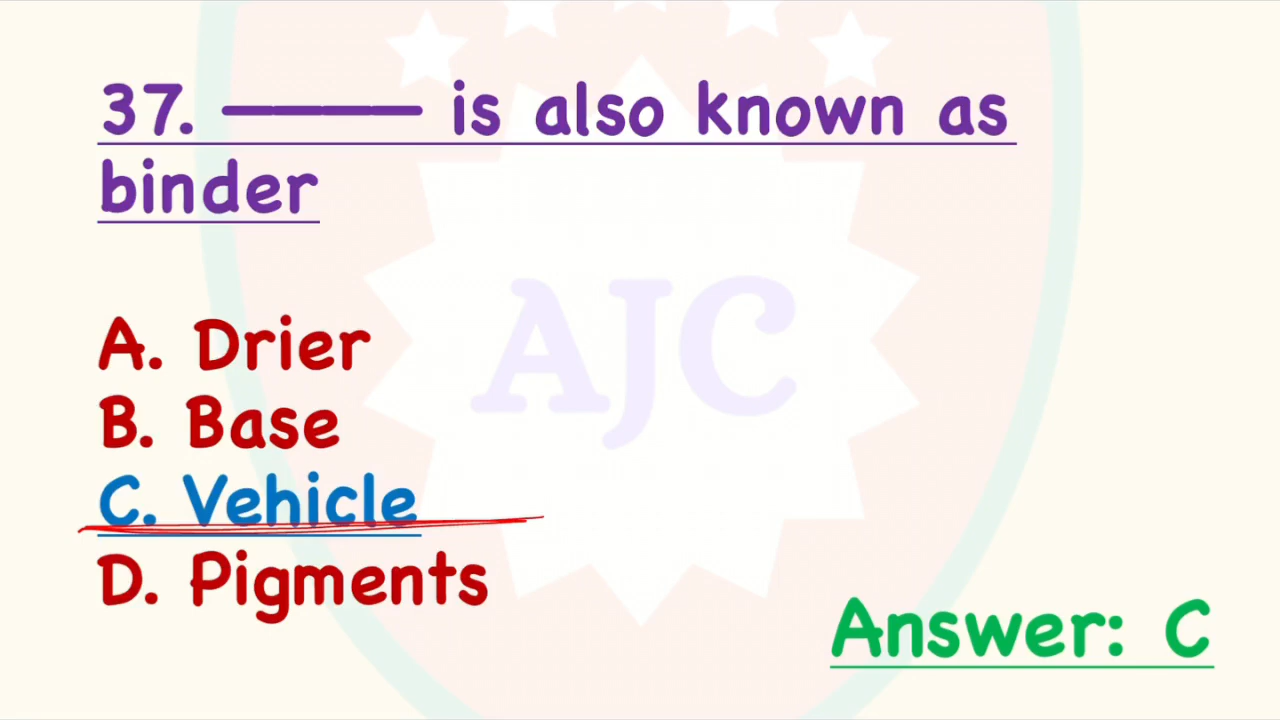 37. ———— is also known as
binder
AJC
A. Drier
B. Base
C. Vehicle
D. Pigments
Answer: C